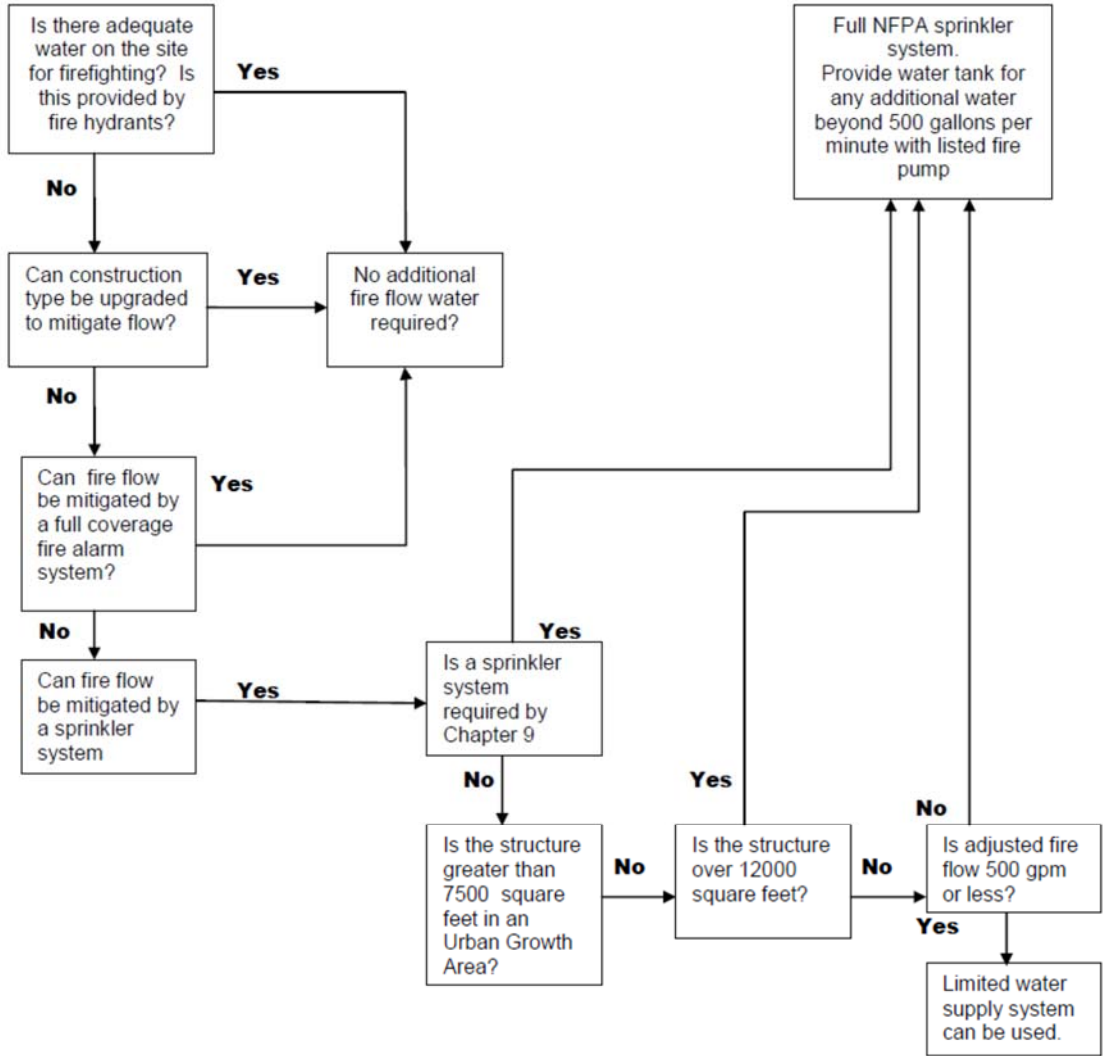 Is there adequate
water on the site
for firefighting? Is
this provided by
fire hydrants?
Yes
Full NFPA sprinkler
system.
Provide water tank for
any additional water
beyond 500 gallons per
minute with listed fire
pump
No
Can construction
type be upgraded
to mitigate flow?
Yes
No additional
fire flow water
required?
No
Can fire flow
be mitigated by
a full coverage
fire alarm
system?
Yes
No
Can fire flow
be mitigated by
a sprinkler
system
Yes
Is a sprinkler
system
required by
Chapter 9
Yes
No
Is the structure
greater than
7500 square
feet in an
Urban Growth
Area?
No
Is the structure
over 12000
square feet?
Yes
No
Is adjusted fire
flow 500 gpm
or less?
No
Yes
Limited water
supply system
can be used.